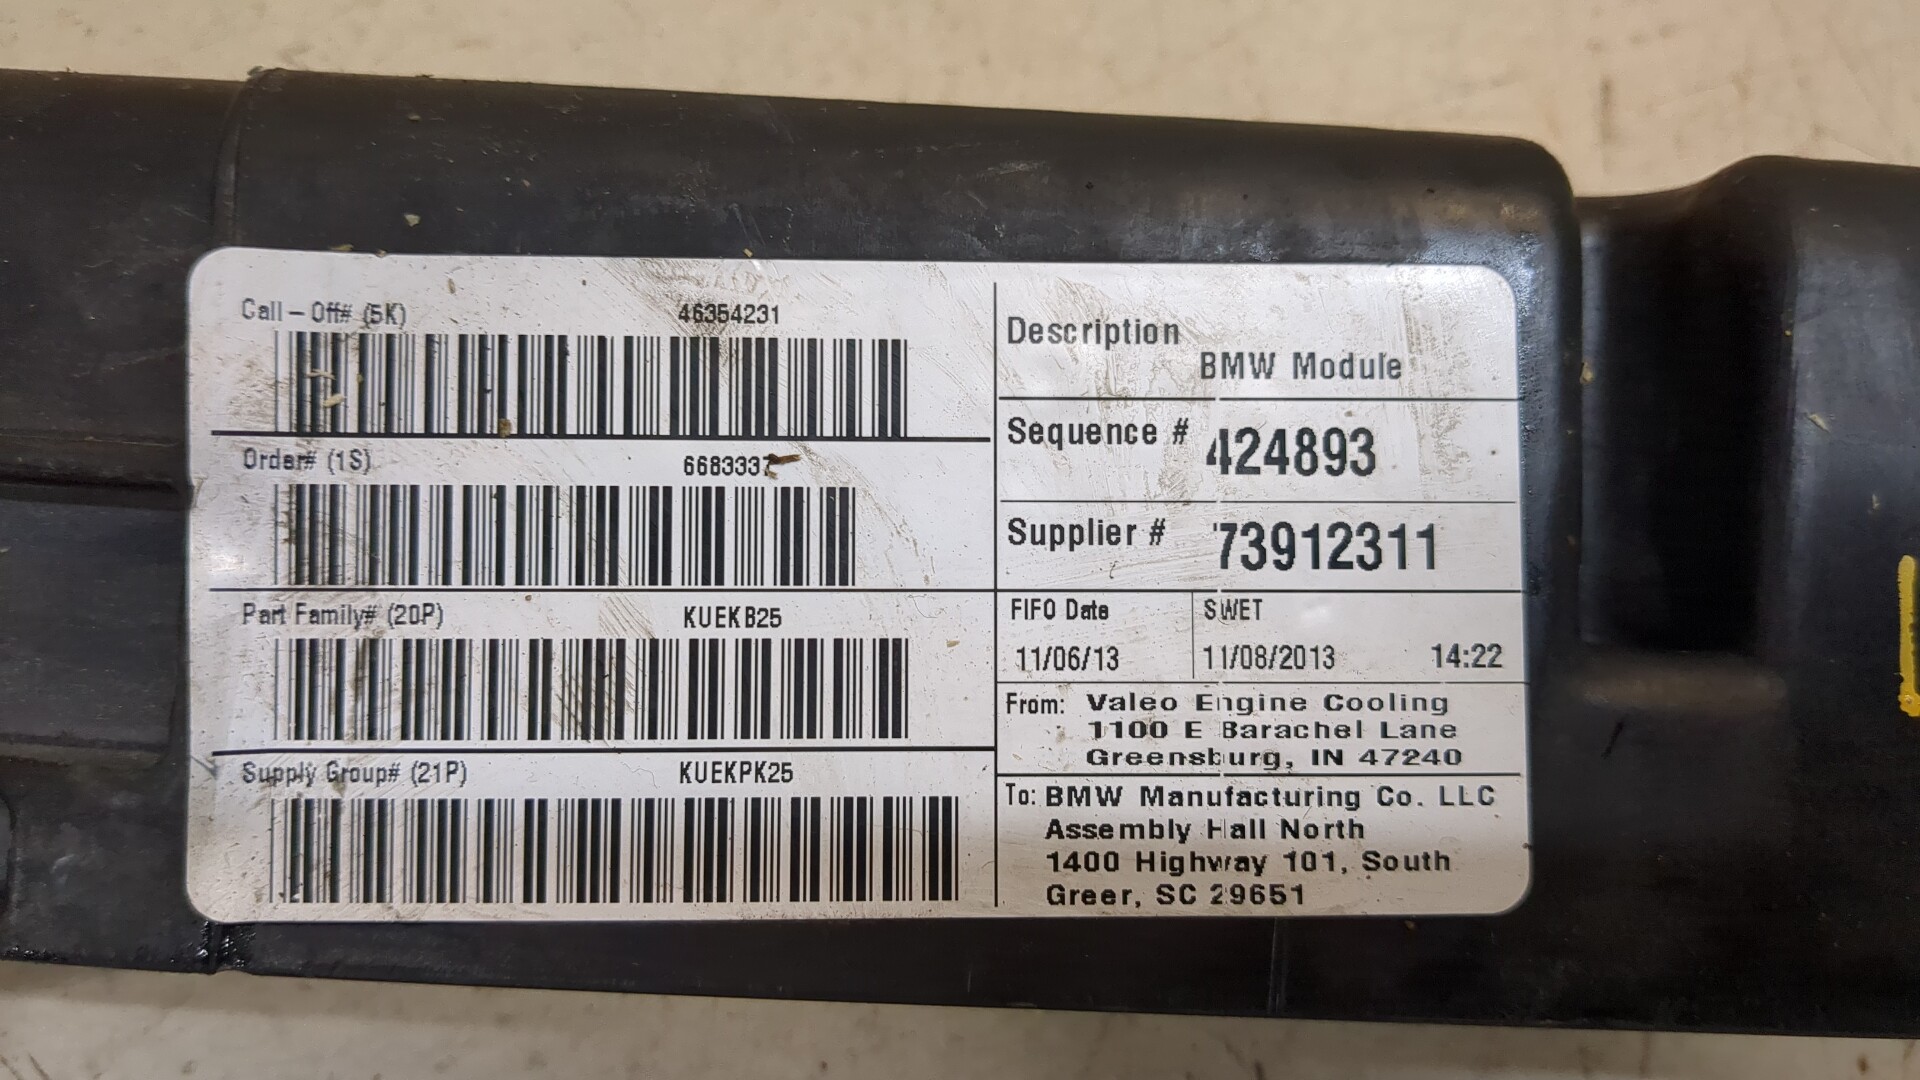 Call - Off# (5K) 46354231
Order# (1S) 6683337
Part Family# (20P) KUEKB25
Supply Group# (21P) KUEKPK25
Description
BMW Module
Sequence # 424893
Supplier # 73912311
FIFO Date SWET
11/06/13 11/08/2013 14:22
From: Valeo Engine Cooling
1100 E Barachel Lane
Greensburg, IN 47240
To: BMW Manufacturing Co. LLC
Assembly Hall North
1400 Highway 101, South
Greer, SC 29651